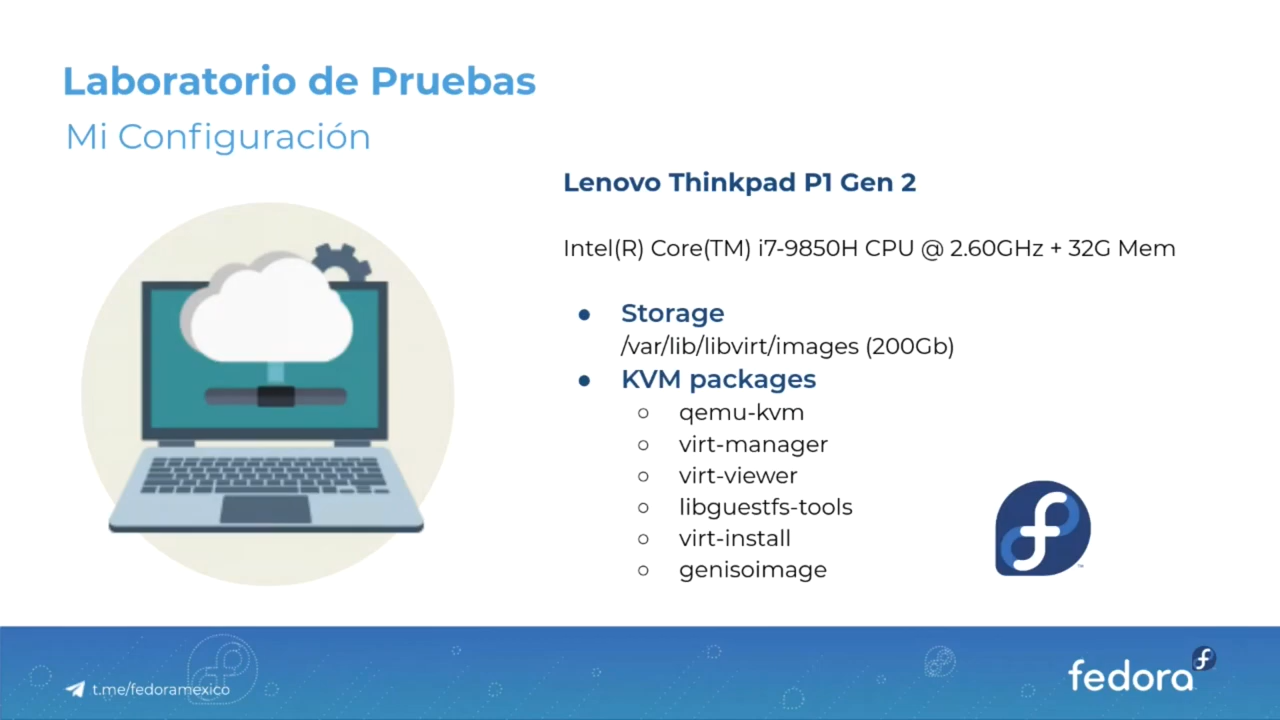 Laboratorio de Pruebas
Mi Configuración
Lenovo Thinkpad P1 Gen 2
Intel(R) Core(TM) i7-9850H CPU @ 2.60GHz + 32G Mem
● Storage
/var/lib/libvirt/images (200Gb)
● KVM packages
○ qemu-kvm
○ virt-manager
○ virt-viewer
○ libguestfs-tools
○ virt-install
○ genisoimage
t.me/fedoramexico
fedora